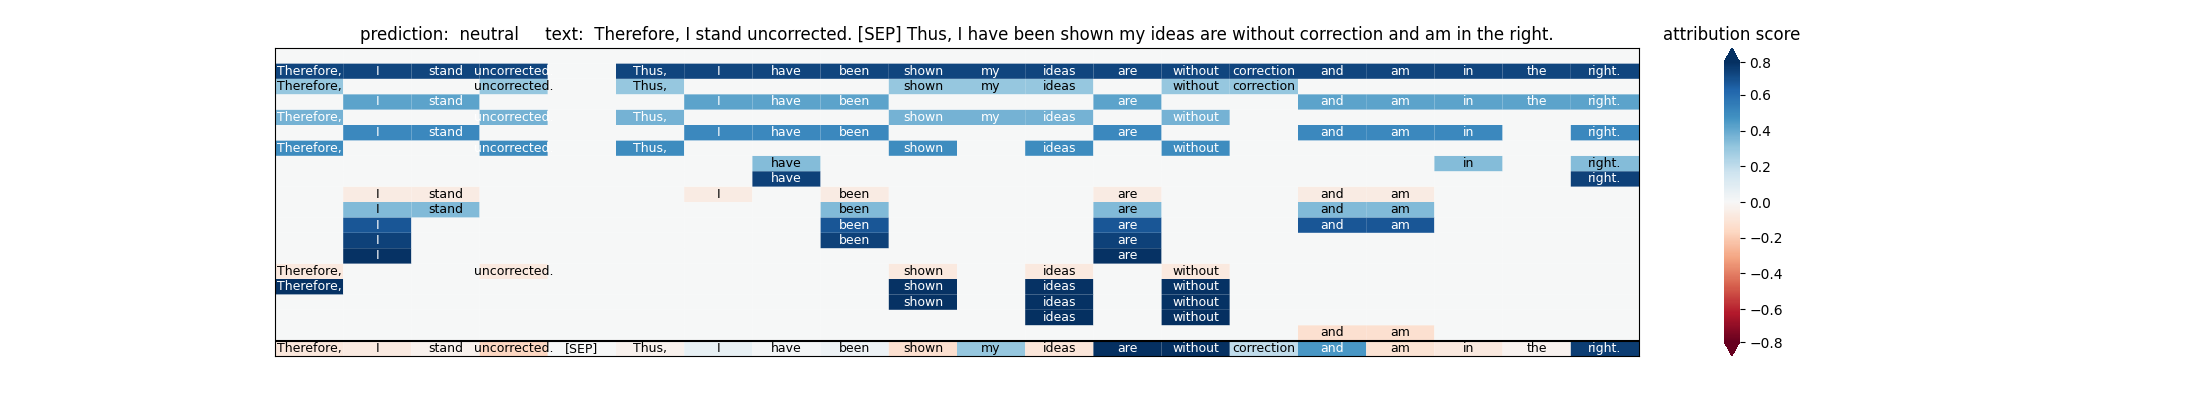 prediction:  neutral     text:  Therefore, I stand uncorrected. [SEP] Thus, I have been shown my ideas are without correction and am in the right.
attribution score
Therefore, I stand uncorrected. Thus, I have been shown my ideas are without correction and am in the right.
Therefore, uncorrected. Thus, shown my ideas without correction
I stand I have been are and am in the right.
Therefore, uncorrected Thus, shown my ideas without
I stand I have been are and am in right.
Therefore, uncorrected Thus, shown ideas without
have in right.
have right.
I stand I been are and am
I stand been are and am
I been are and am
I been are
I are
Therefore, uncorrected. shown ideas without
Therefore, shown ideas without
shown ideas without
ideas without
and am
Therefore, I stand uncorrected. [SEP] Thus, I have been shown my ideas are without correction and am in the right.
0.8
0.6
0.4
0.2
0.0
−0.2
−0.4
−0.6
−0.8